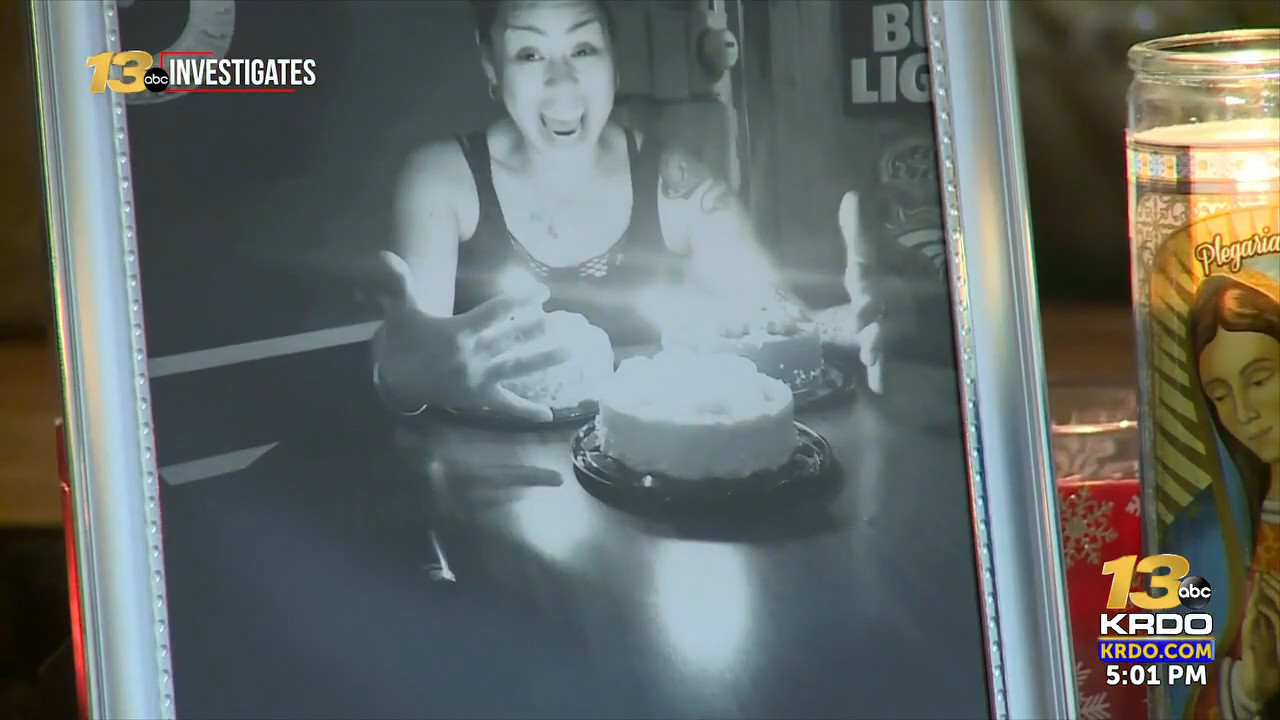 13 abc INVESTIGATES
BU
LIG
Plegaria
13 abc
KRDO
KRDO.COM
5:01 PM